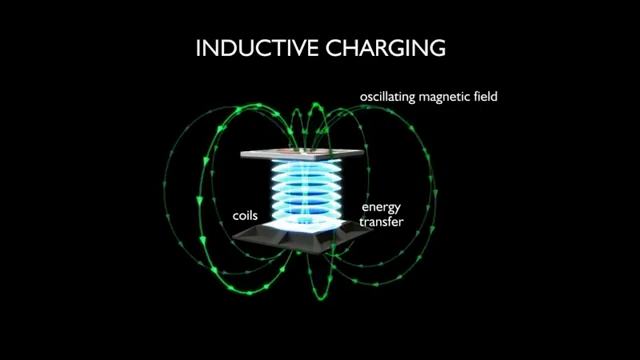 INDUCTIVE CHARGING
oscillating magnetic field
coils
energy
transfer